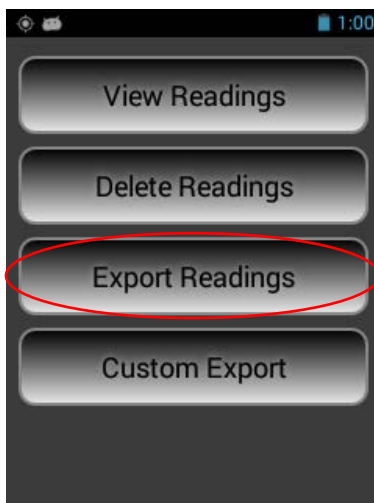 1:00
View Readings
Delete Readings
Export Readings
Custom Export